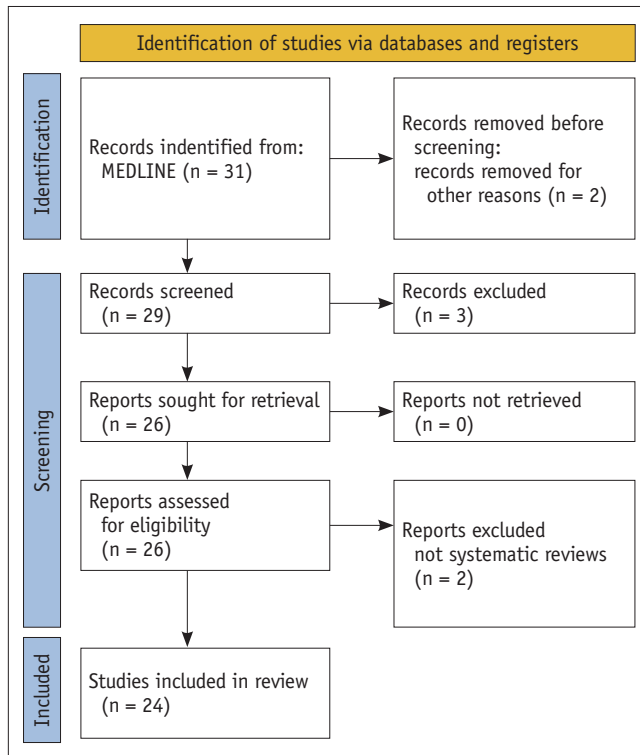 Identification of studies via databases and registers
Identification
Records indentified from:
MEDLINE (n = 31)
Records removed before
screening:
records removed for
other reasons (n = 2)
Screening
Records screened
(n = 29)
Records excluded
(n = 3)
Reports sought for retrieval
(n = 26)
Reports not retrieved
(n = 0)
Reports assessed
for eligibility
(n = 26)
Reports excluded
not systematic reviews
(n = 2)
Included
Studies included in review
(n = 24)